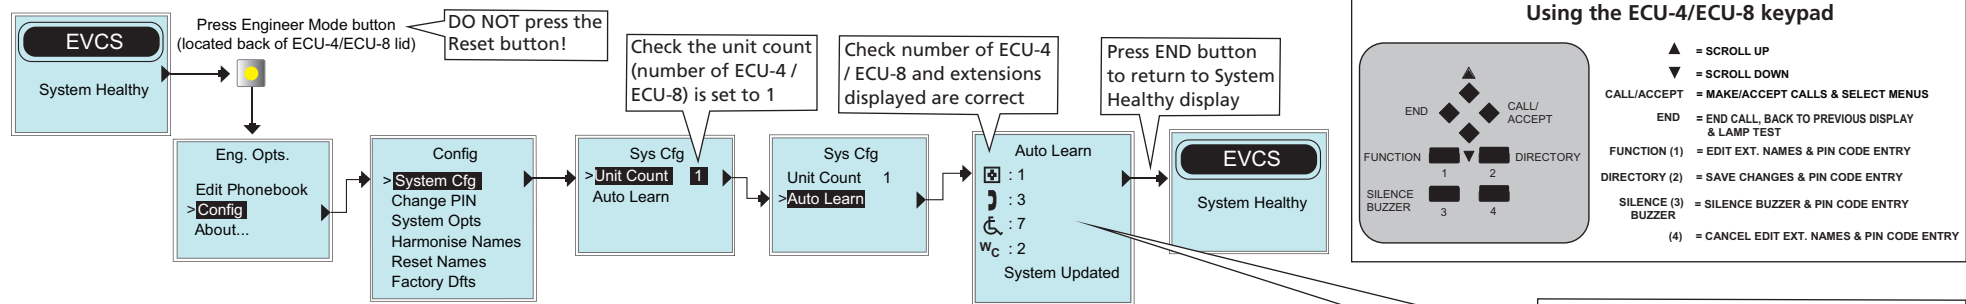 EVCS
System Healthy
Press Engineer Mode button
(located back of ECU-4/ECU-8 lid)
DO NOT press the
Reset button!
Eng. Opts.
Edit Phonebook
>Config
About...
Config
>System Cfg
Change PIN
System Opts
Harmonise Names
Reset Names
Factory Dfts
Check the unit count
(number of ECU-4 /
ECU-8) is set to 1
Sys Cfg
>Unit Count 1
Auto Learn
Sys Cfg
Unit Count 1
>Auto Learn
Check number of ECU-4
/ ECU-8 and extensions
displayed are correct
Auto Learn
: 1
: 3
: 7
WC : 2
System Updated
Press END button
to return to System
Healthy display
EVCS
System Healthy
Using the ECU-4/ECU-8 keypad
END
CALL/
ACCEPT
FUNCTION
DIRECTORY
1 2
SILENCE
BUZZER
3 4
▲ = SCROLL UP
▼ = SCROLL DOWN
CALL/ACCEPT = MAKE/ACCEPT CALLS & SELECT MENUS
END = END CALL, BACK TO PREVIOUS DISPLAY
& LAMP TEST
FUNCTION (1) = EDIT EXT. NAMES & PIN CODE ENTRY
DIRECTORY (2) = SAVE CHANGES & PIN CODE ENTRY
SILENCE (3) = SILENCE BUZZER & PIN CODE ENTRY
BUZZER
(4) = CANCEL EDIT EXT. NAMES & PIN CODE ENTRY